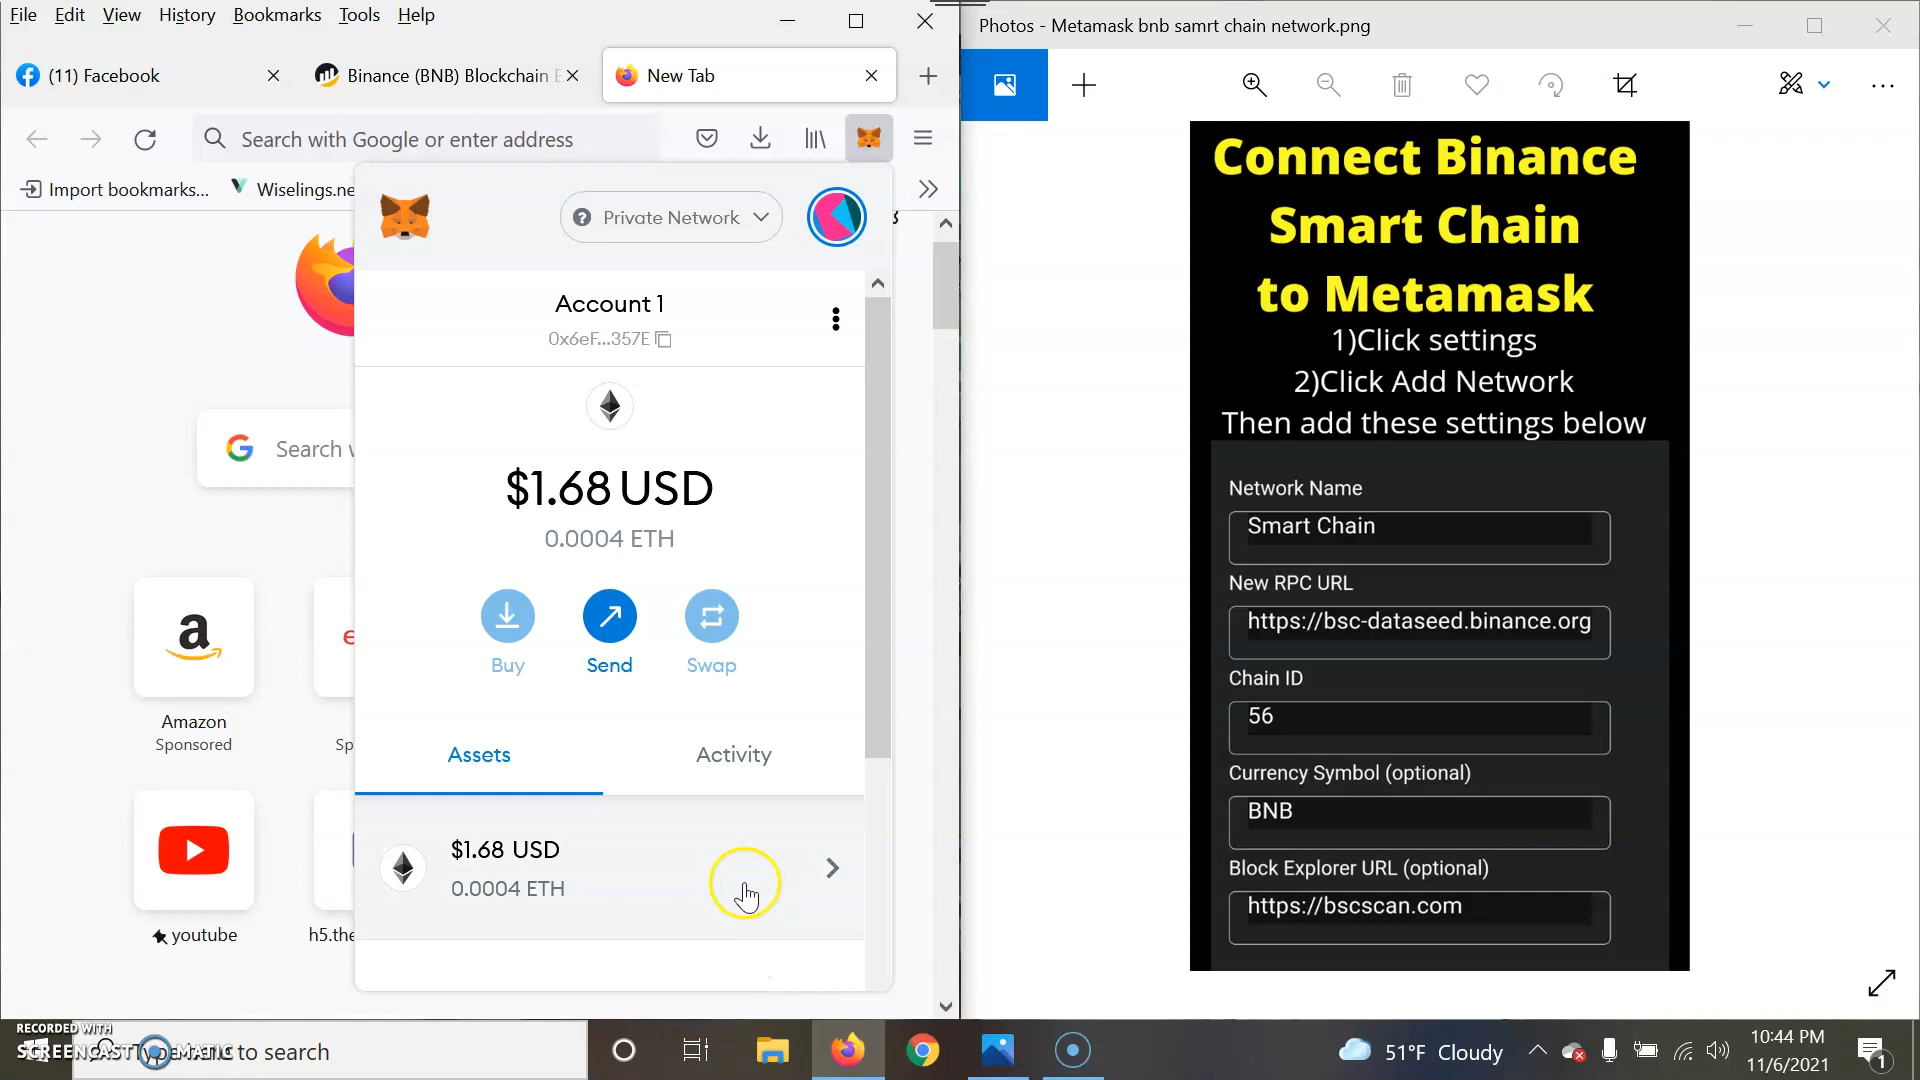 File Edit View History Bookmarks Tools Help
(11) Facebook
Binance (BNB) Blockchain E
New Tab
Search with Google or enter address
Import bookmarks...
Wiselings.ne
Private Network
Account 1
0x6eF...357E
$1.68 USD
0.0004 ETH
Buy
Send
Swap
Assets
Activity
$1.68 USD
0.0004 ETH
Search
Amazon
Sponsored
Sp
youtube
h5.the
Photos - Metamask bnb samrt chain network.png
Connect Binance
Smart Chain
to Metamask
1)Click settings
2)Click Add Network
Then add these settings below
Network Name
Smart Chain
New RPC URL
https://bsc-dataseed.binance.org
Chain ID
56
Currency Symbol (optional)
BNB
Block Explorer URL (optional)
https://bscscan.com
RECORDED WITH
SCREENCAST MATIC
Type here to search
51°F Cloudy
10:44 PM
11/6/2021
1